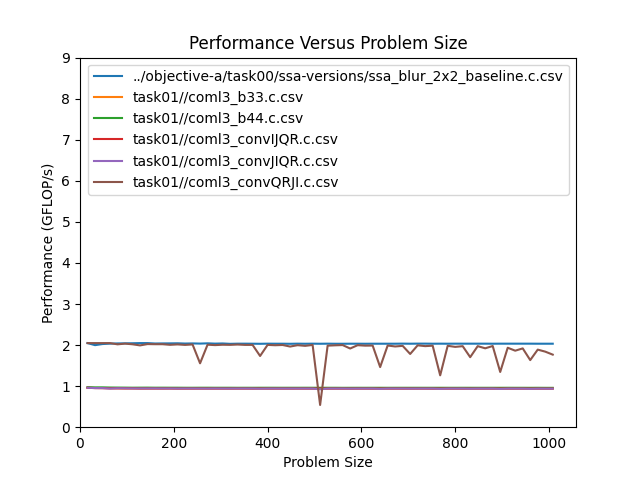 Performance Versus Problem Size
9
8
7
6
5
4
3
2
1
0
Performance (GFLOP/s)
../objective-a/task00/ssa-versions/ssa_blur_2x2_baseline.c.csv
task01//coml3_b33.c.csv
task01//coml3_b44.c.csv
task01//coml3_convIJQR.c.csv
task01//coml3_convJIQR.c.csv
task01//coml3_convQRJI.c.csv
0 200 400 600 800 1000
Problem Size